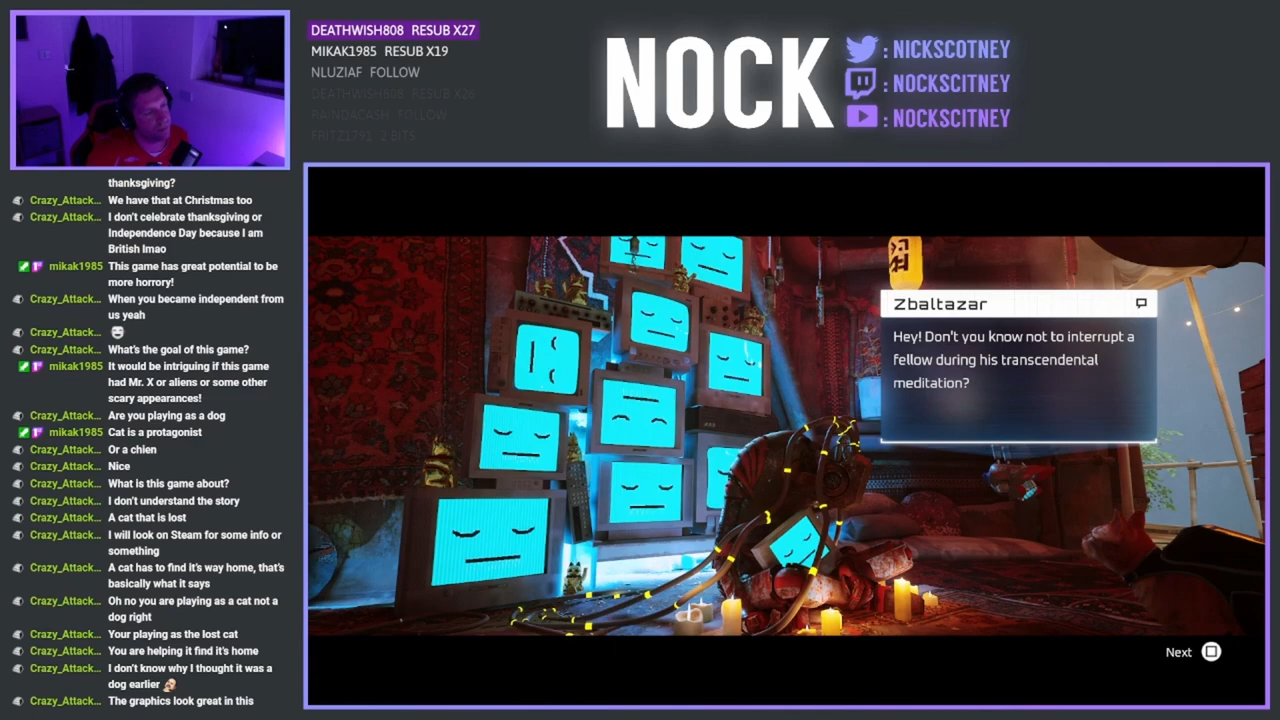 DEATHWISH808 RESUB X27
MIKAK1985 RESUB X19
NLUZIAF FOLLOW
DEATHWISH808 RESUB X26
RAINDACASH FOLLOW
FRITZ1791 2 BITS
NOCK
: NICKSCOTNEY
: NOCKSCITNEY
: NOCKSCITNEY
thanksgiving?
Crazy_Attack... We have that at Christmas too
Crazy_Attack... I don't celebrate thanksgiving or
Independence Day because I am
British lmao
mikak1985 This game has great potential to
be more horrory!
Crazy_Attack... When you became independent from
us yeah
Crazy_Attack...
Crazy_Attack... What's the goal of this game?
mikak1985 It would be intriguing if this game
had Mr. X or aliens or some other
scary appearances!
Crazy_Attack... Are you playing as a dog
mikak1985 Cat is a protagonist
Crazy_Attack... Or a chien
Crazy_Attack... Nice
Crazy_Attack... What is this game about?
Crazy_Attack... I don't understand the story
Crazy_Attack... A cat that is lost
Crazy_Attack... I will look on Steam for some info or
something
Crazy_Attack... A cat has to find it's way home, that's
basically what it says
Crazy_Attack... Oh no you are playing as a cat not a
dog right
Crazy_Attack... Your playing as the lost cat
Crazy_Attack... You are helping it find it's home
Crazy_Attack... I don't know why I thought it was a
dog earlier
Crazy_Attack... The graphics look great in this
Zbaltazar
Hey! Don't you know not to interrupt a
fellow during his transcendental
meditation?
Next